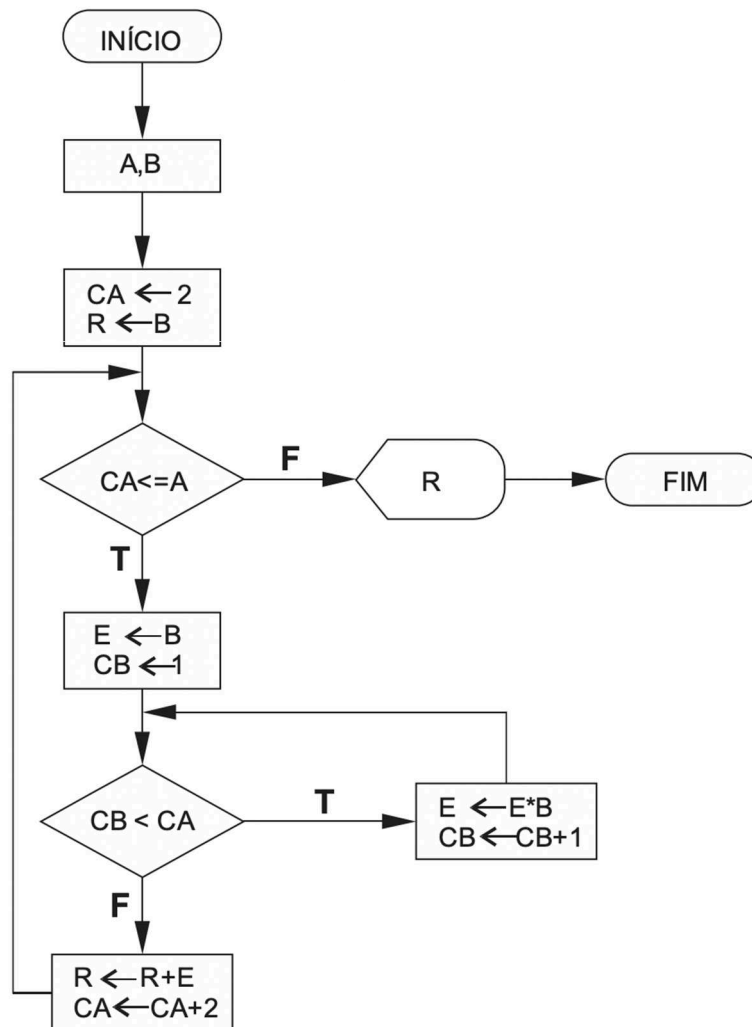 INÍCIO
A,B
CA ← 2
R ← B
CA<=A
F
R
FIM
T
E ← B
CB ← 1
CB < CA
T
E ← E*B
CB ← CB+1
F
R ← R+E
CA ← CA+2